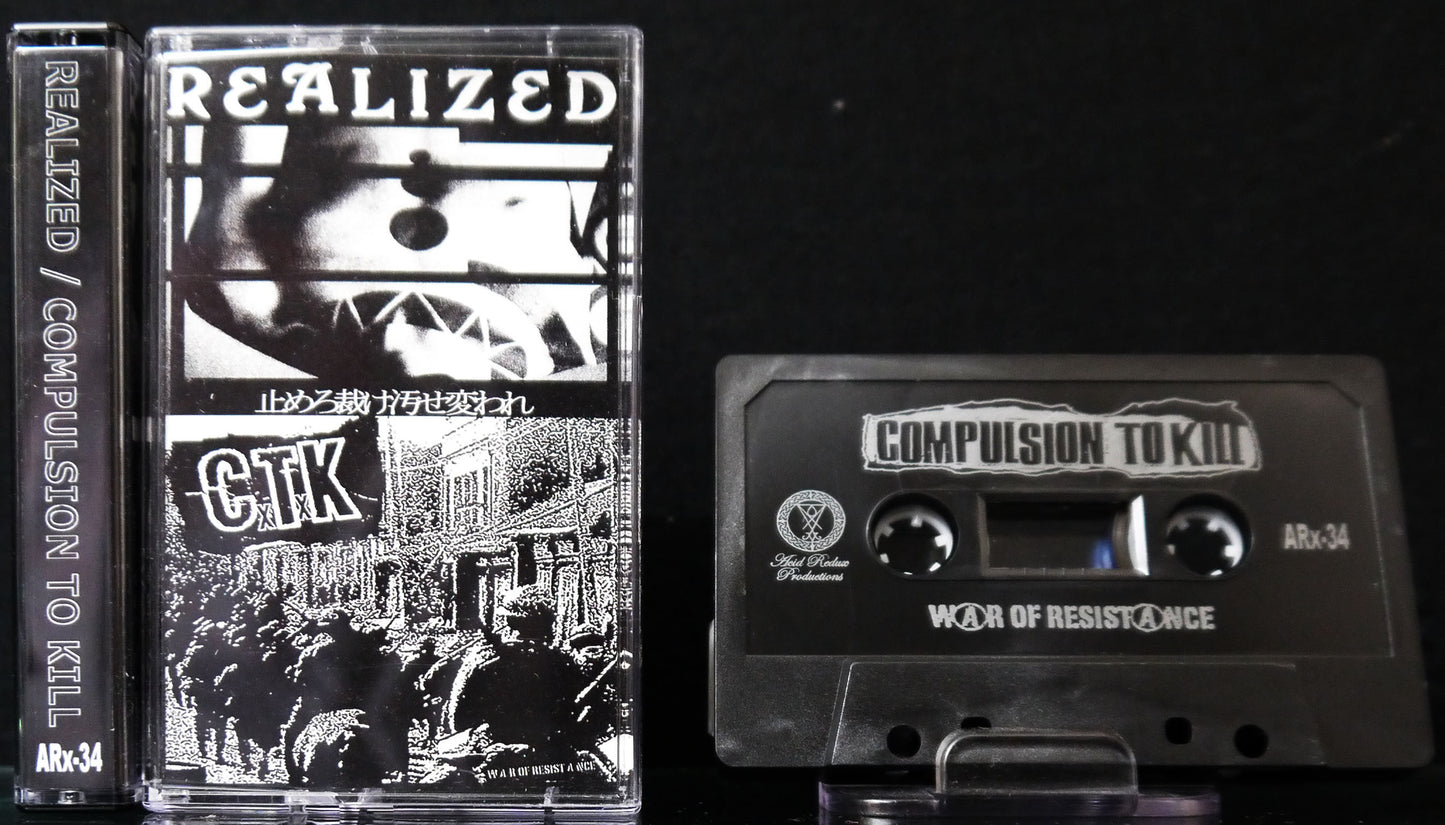 REALIZED / COMPULSION TO KILL
ARx-34
REALIZED
止めろ裁け汚せ変われ
CxTxK
WAR OF RESISTANCE
COMPULSION TO KILL
Acid Redux
Productions
ARx-34
WAR OF RESISTANCE